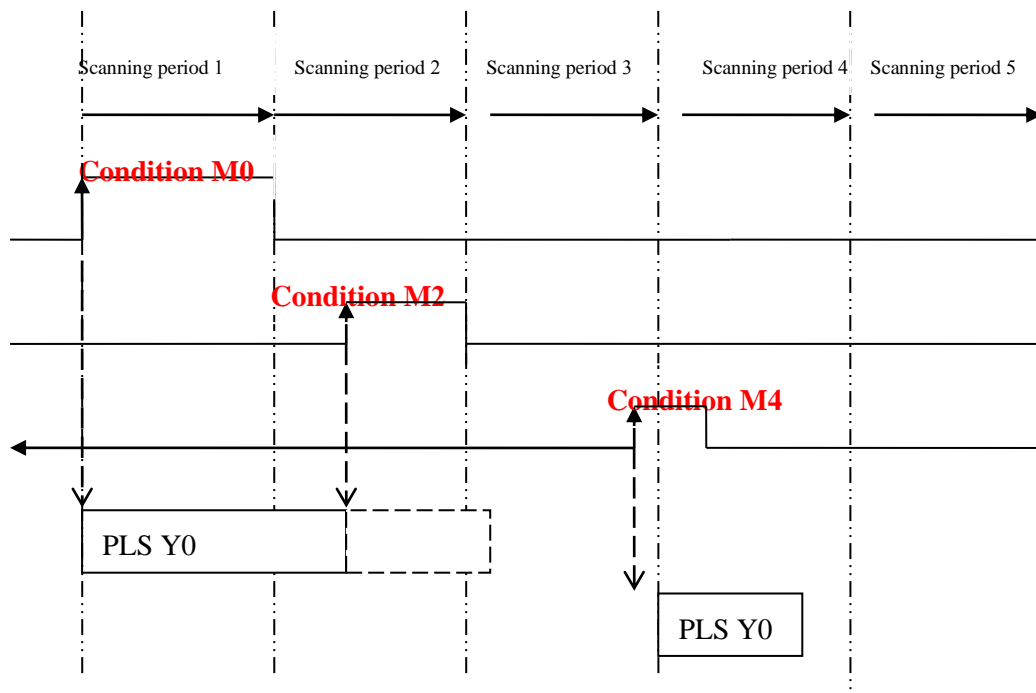 Scanning period 1
Scanning period 2
Scanning period 3
Scanning period 4
Scanning period 5
Condition M0
Condition M2
Condition M4
PLS Y0
PLS Y0